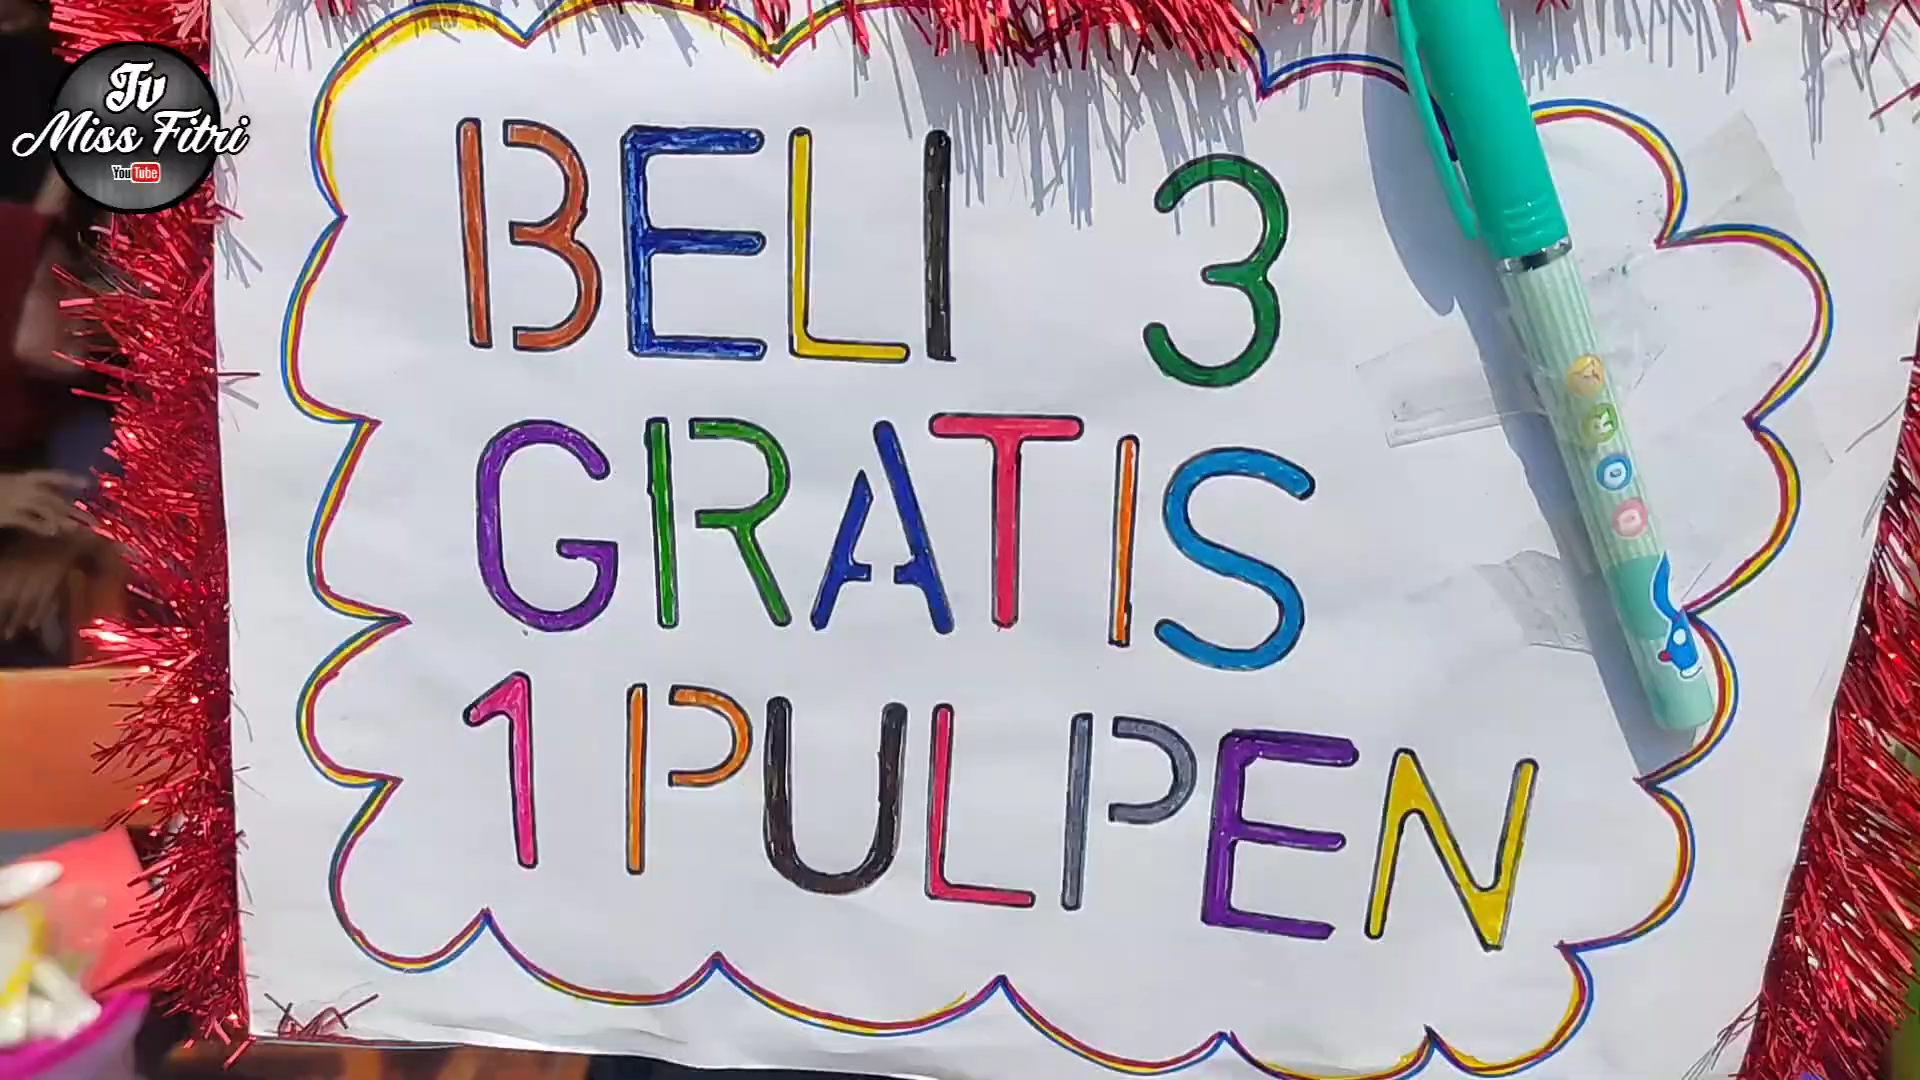 TV
Miss Fitri
YouTube
BELI 3
GRATIS
1 PULPEN